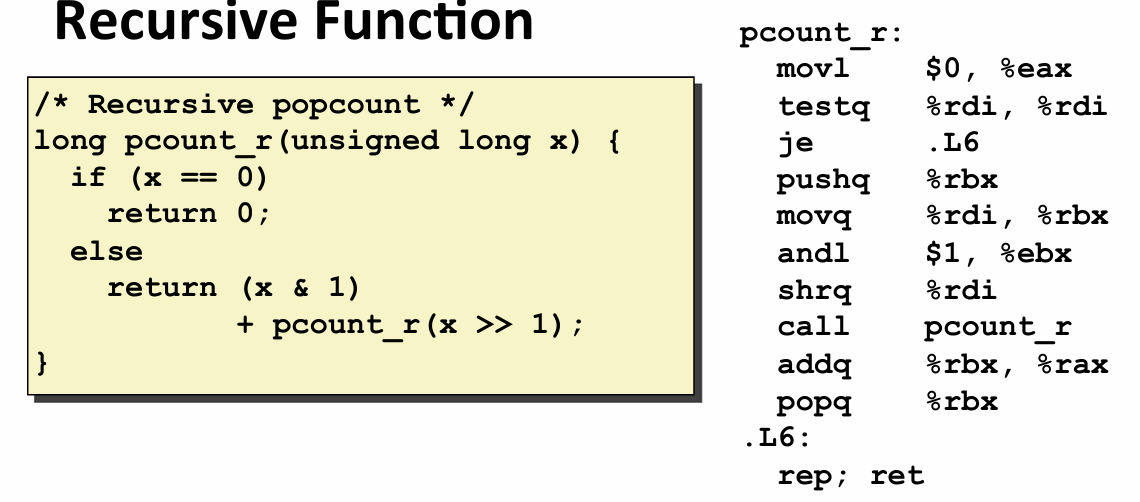 Recursive Function
/* Recursive popcount */
long pcount_r(unsigned long x) {
  if (x == 0)
    return 0;
  else
    return (x & 1)
           + pcount_r(x >> 1);
}
pcount_r:
  movl    $0, %eax
  testq   %rdi, %rdi
  je      .L6
  pushq   %rbx
  movq    %rdi, %rbx
  andl    $1, %ebx
  shrq    %rdi
  call    pcount_r
  addq    %rbx, %rax
  popq    %rbx
.L6:
  rep; ret